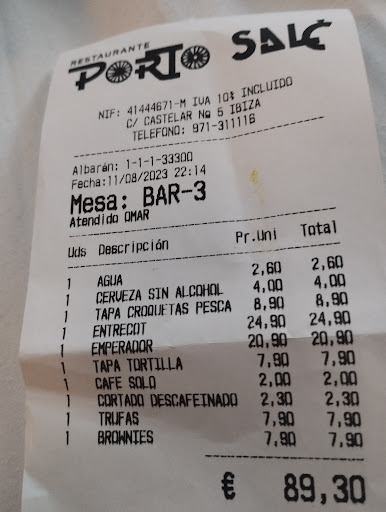 RESTAURANTE
PORTO SALÉ
NIF: 41444671-M IVA 10% INCLUIDO
C/ CASTELAR Nº 5 IBIZA
TELEFONO: 971-311116
Albarán: 1-1-1-33300
Fecha:11/08/2023 22:14
Mesa: BAR-3
Atendido OMAR
Uds Descripción Pr.Uni Total
1 AGUA 2,60 2,60
1 CERVEZA SIN ALCOHOL 4,00 4,00
1 TAPA CROQUETAS PESCA 8,90 8,90
1 ENTRECOT 24,90 24,90
1 EMPERADOR 20,90 20,90
1 TAPA TORTILLA 7,90 7,90
1 CAFE SOLO 2,00 2,00
1 CORTADO DESCAFEINADO 2,30 2,30
1 TRUFAS 7,90 7,90
1 BROWNIES 7,90 7,90
€ 89,30